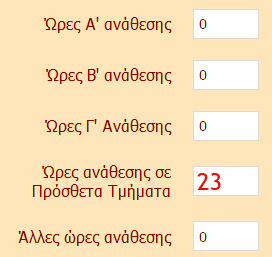 Ώρες Α' ανάθεσης 0
Ώρες Β' ανάθεσης 0
Ώρες Γ' Ανάθεσης 0
Ώρες ανάθεσης σε
Πρόσθετα Τμήματα 23
Άλλες ώρες ανάθεσης 0